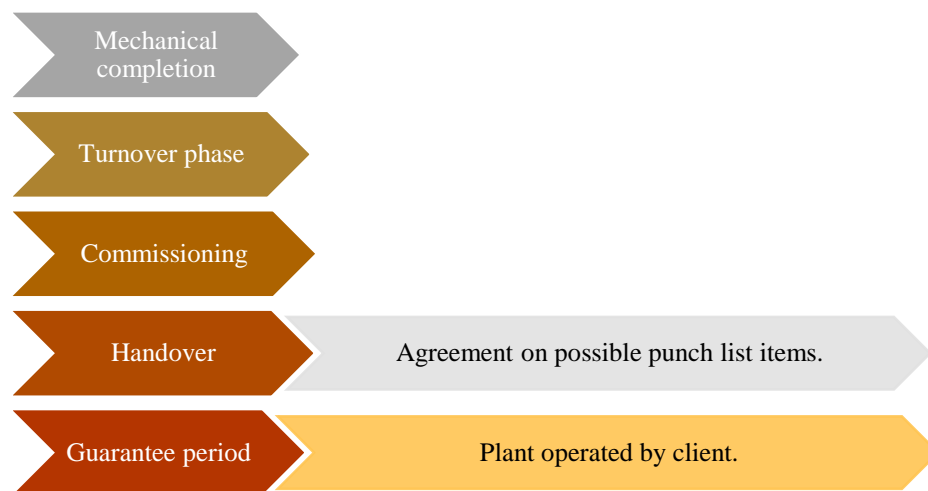 Mechanical
completion
Turnover phase
Commissioning
Handover
Agreement on possible punch list items.
Guarantee period
Plant operated by client.